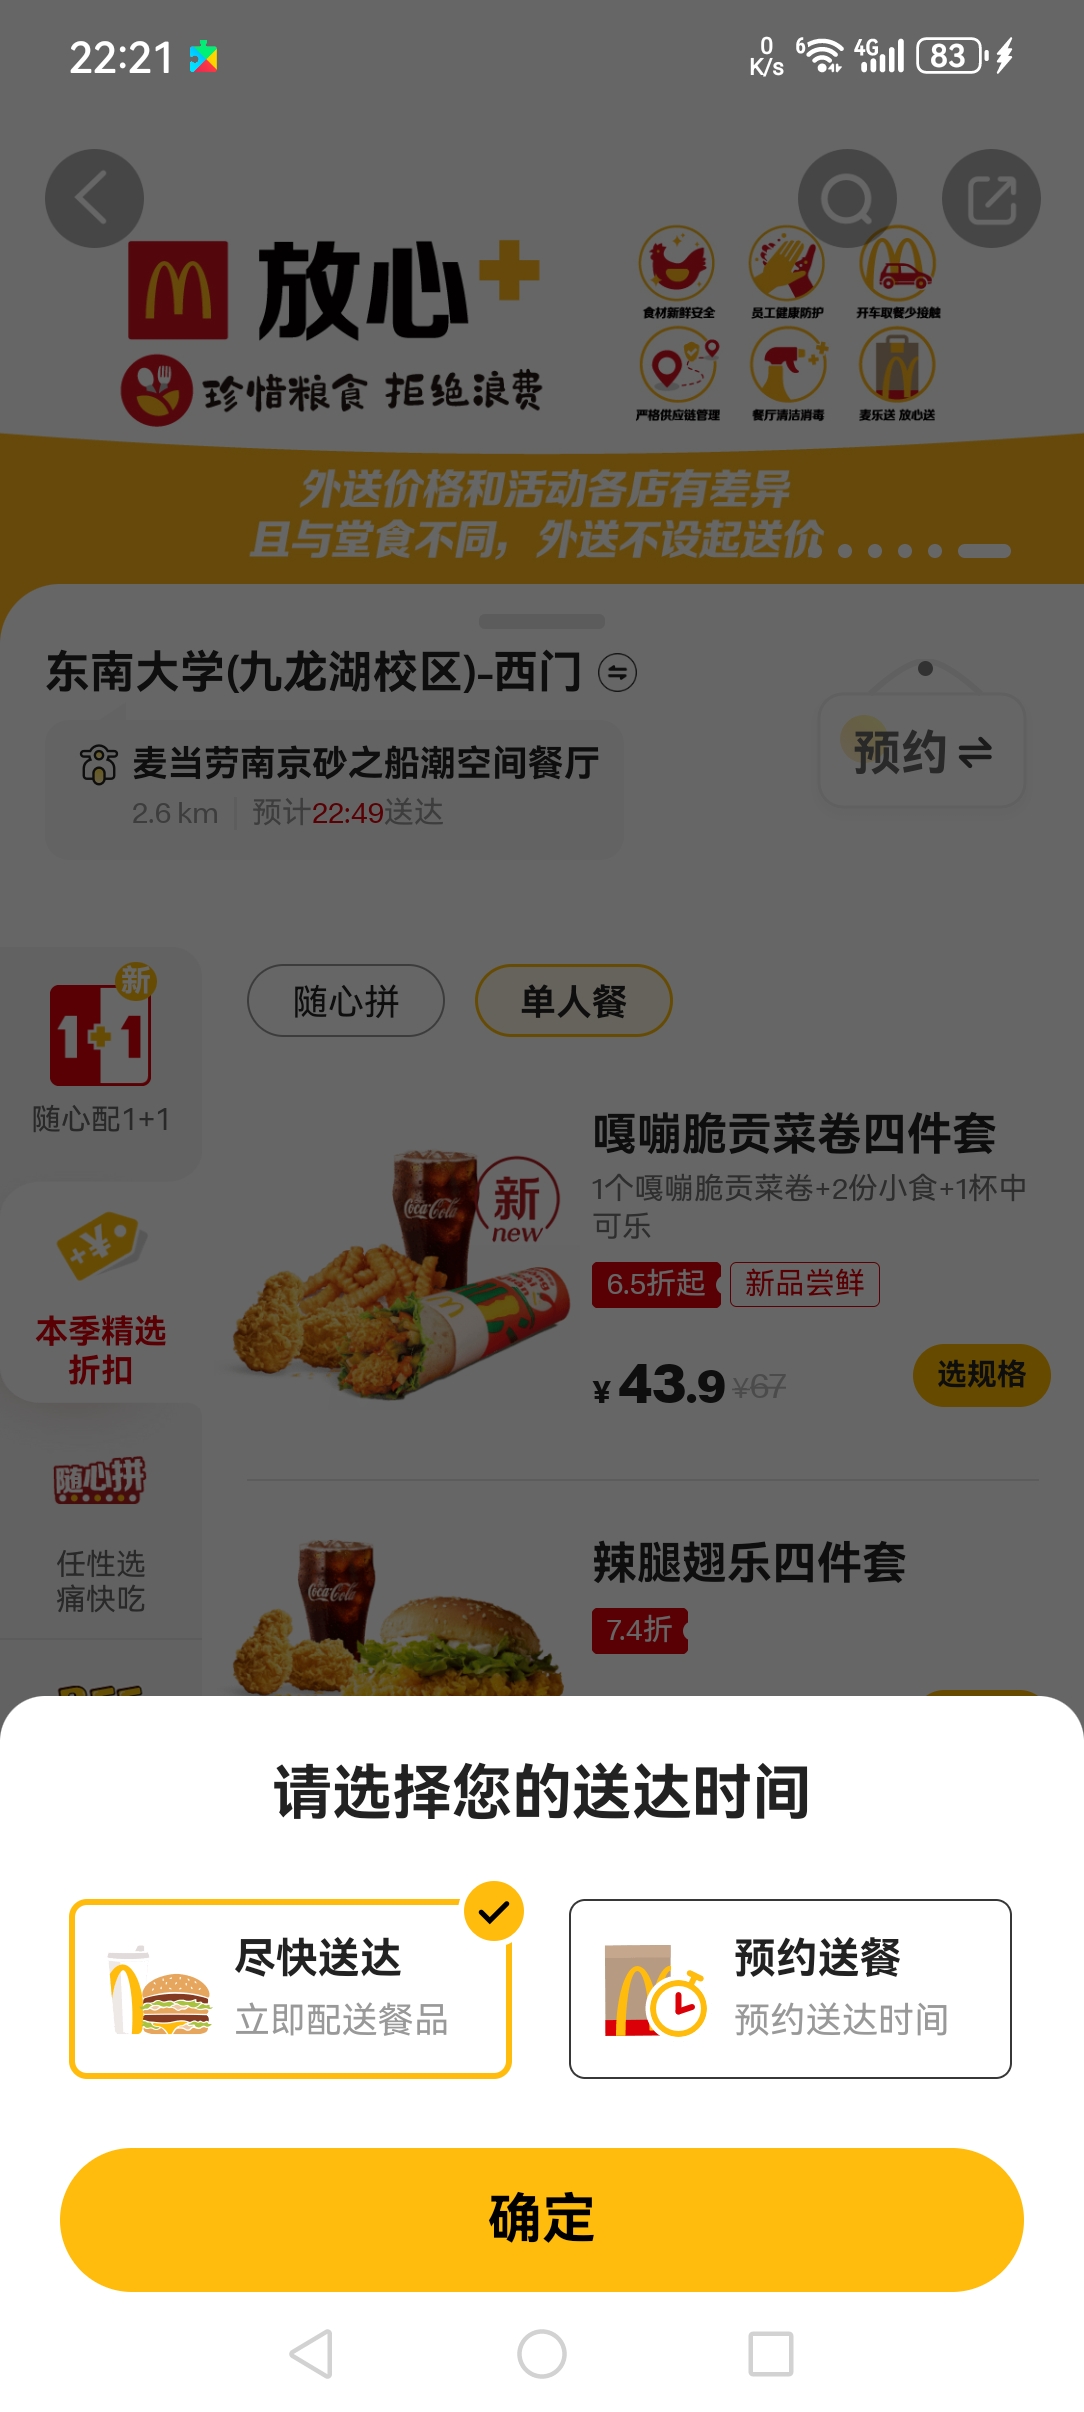 22:21
0
K/s
6
4G
83
放心+
珍惜粮食 拒绝浪费
食材新鲜安全
员工健康防护
开车取餐少接触
严格供应链管理
餐厅清洁消毒
麦乐送 放心送
外送价格和活动各店有差异
且与堂食不同，外送不设起送价
东南大学(九龙湖校区)-西门
麦当劳南京砂之船潮空间餐厅
2.6 km
预计22:49送达
预约
新
1+1
随心配1+1
¥
本季精选
折扣
随心拼
任性选
痛快吃
随心拼
单人餐
Coca-Cola
新
new
嘎嘣脆贡菜卷四件套
1个嘎嘣脆贡菜卷+2份小食+1杯中
可乐
6.5折起
新品尝鲜
¥43.9
¥67
选规格
Coca-Cola
辣腿翅乐四件套
7.4折
请选择您的送达时间
尽快送达
立即配送餐品
预约送餐
预约送达时间
确定